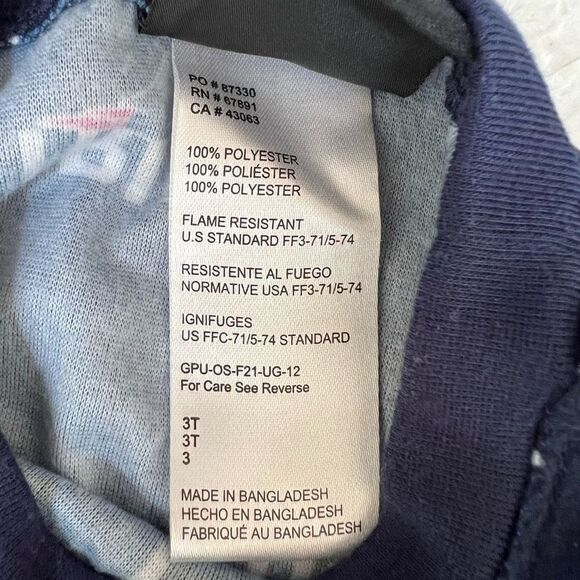 PO # 87330
RN # 67891
CA # 43063
100% POLYESTER
100% POLIÉSTER
100% POLYESTER
FLAME RESISTANT
U.S STANDARD FF3-71/5-74
RESISTENTE AL FUEGO
NORMATIVE USA FF3-71/5-74
IGNIFUGES
US FFC-71/5-74 STANDARD
GPU-OS-F21-UG-12
For Care See Reverse
3T
3T
3
MADE IN BANGLADESH
HECHO EN BANGLADESH
FABRIQUÉ AU BANGLADESH